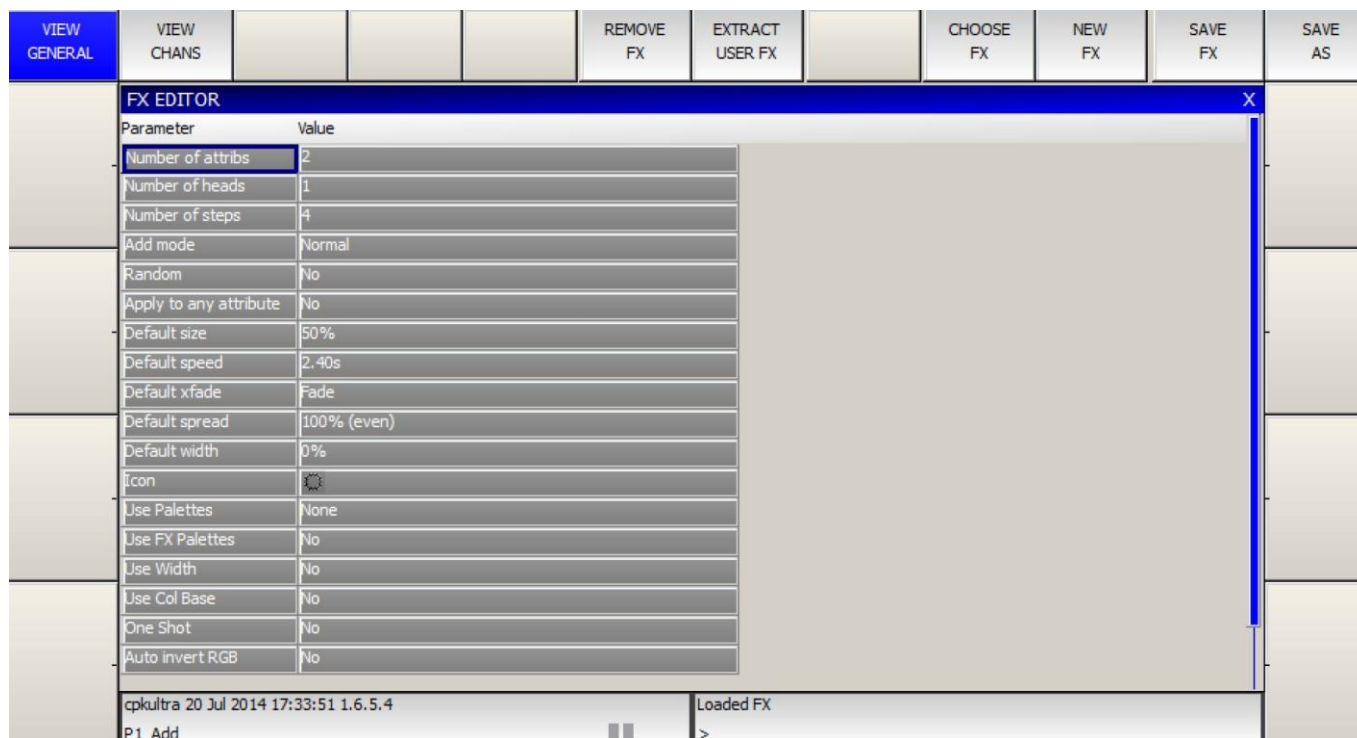 VIEW
GENERAL
VIEW
CHANS
REMOVE
FX
EXTRACT
USER FX
CHOOSE
FX
NEW
FX
SAVE
FX
SAVE
AS
FX EDITOR X
Parameter Value
Number of attribs 2
Number of heads 1
Number of steps 4
Add mode Normal
Random No
Apply to any attribute No
Default size 50%
Default speed 2.40s
Default xfade Fade
Default spread 100% (even)
Default width 0%
Icon
Use Palettes None
Use FX Palettes No
Use Width No
Use Col Base No
One Shot No
Auto invert RGB No
cpkultra 20 Jul 2014 17:33:51 1.6.5.4
P1 Add
Loaded FX
>